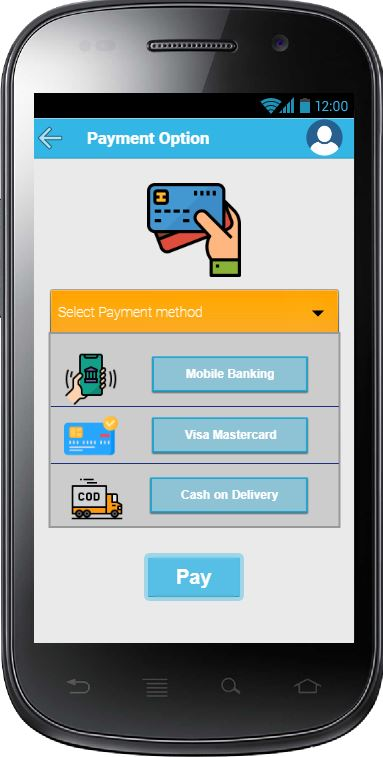 12:00
Payment Option
Select Payment method
Mobile Banking
Visa Mastercard
COD
Cash on Delivery
Pay